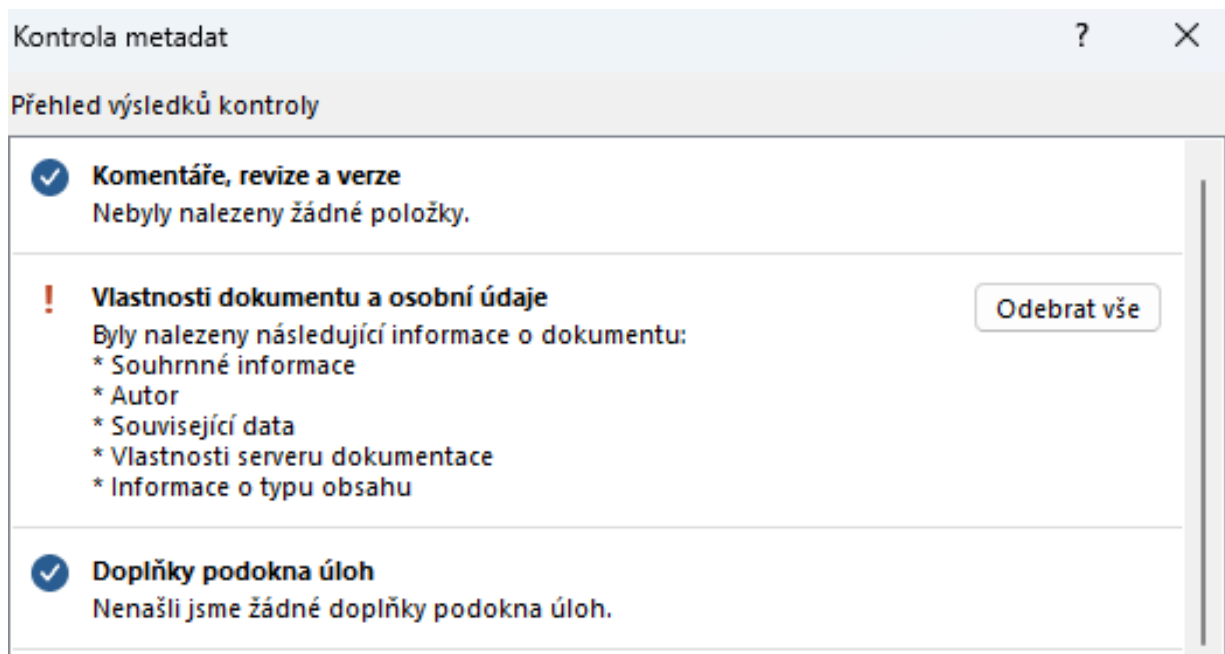 Kontrola metadat
?
Přehled výsledků kontroly
Komentáře, revize a verze
Nebyly nalezeny žádné položky.
!
Vlastnosti dokumentu a osobní údaje
Odebrat vše
Byly nalezeny následující informace o dokumentu:
* Souhrnné informace
* Autor
* Související data
* Vlastnosti serveru dokumentace
* Informace o typu obsahu
Doplňky podokna úloh
Nenašli jsme žádné doplňky podokna úloh.